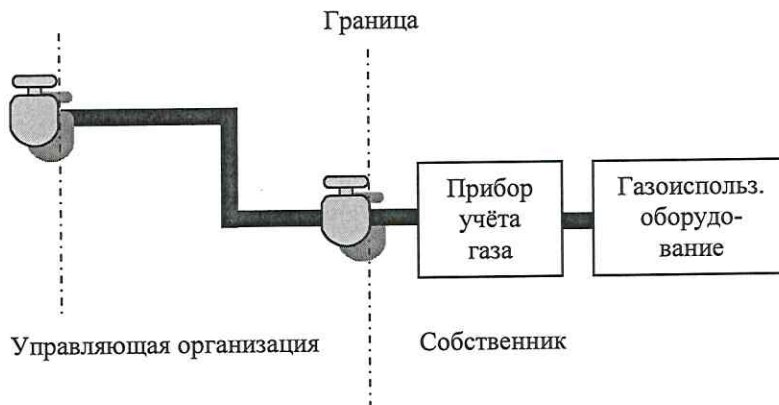 Граница
Прибор
учёта
газа
Газоиспольз.
оборудо-
вание
Управляющая организация
Собственник